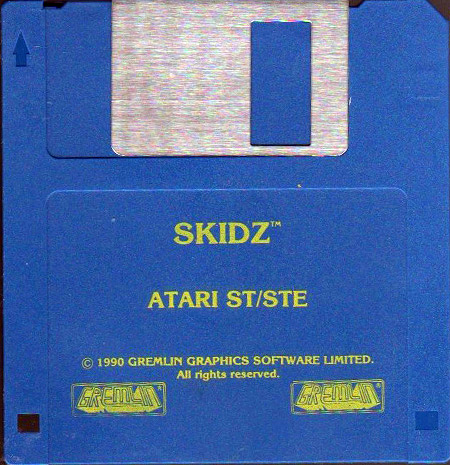 SKIDZ™
ATARI ST/STE
© 1990 GREMLIN GRAPHICS SOFTWARE LIMITED.
All rights reserved.
GREMLIN GREMLIN®